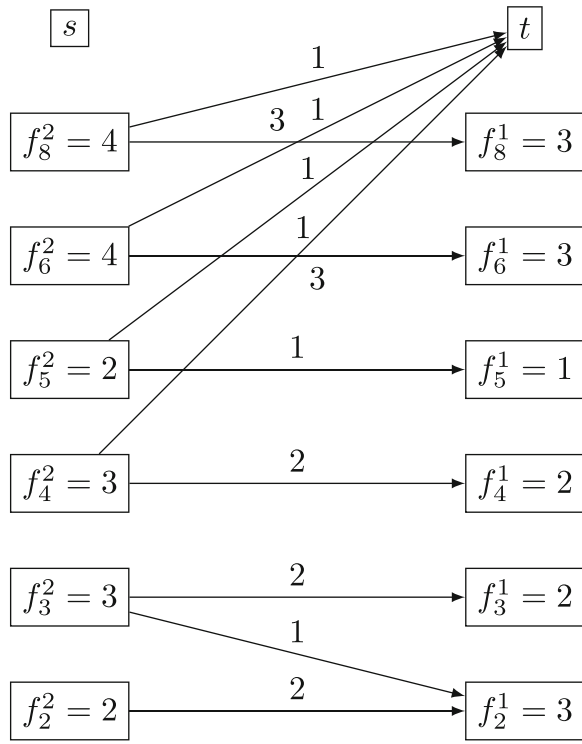 s t
1
f_8^2 = 4 3 1 f_8^1 = 3
1
1
f_6^2 = 4 f_6^1 = 3
3
1
f_5^2 = 2 f_5^1 = 1
2
f_4^2 = 3 f_4^1 = 2
2
f_3^2 = 3 f_3^1 = 2
1
2
f_2^2 = 2 f_2^1 = 3